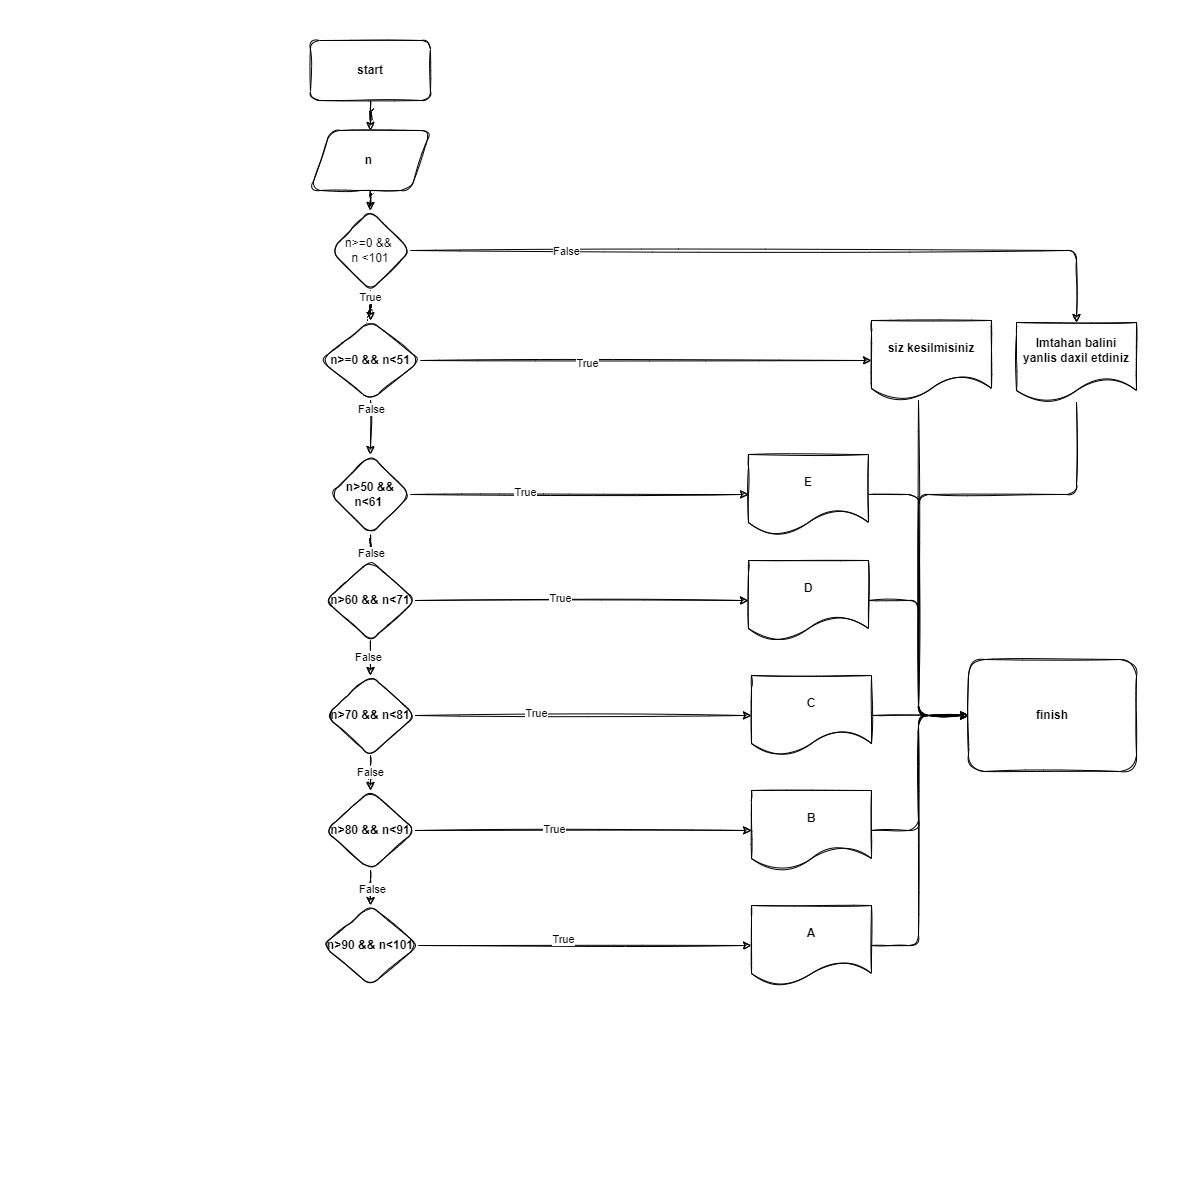 start
n
n>=0 &&
n <101
False
True
n>=0 && n<51
True
siz kesilmisiniz
Imtahan balini
yanlis daxil etdiniz
False
n>50 &&
n<61
True
E
False
n>60 && n<71
True
D
False
n>70 && n<81
True
C
finish
False
n>80 && n<91
True
B
False
n>90 && n<101
True
A